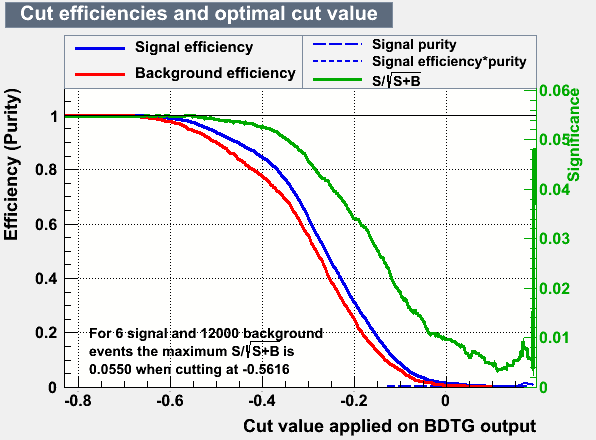 Cut efficiencies and optimal cut value
Signal efficiency
Background efficiency
Signal purity
Signal efficiency*purity
S/√S+B
Efficiency (Purity)
1
0.8
0.6
0.4
0.2
0
0.06
0.05
0.04
0.03
0.02
0.01
0
Significance
For 6 signal and 12000 background
events the maximum S/√S+B is
0.0550 when cutting at -0.5616
-0.8 -0.6 -0.4 -0.2 0
Cut value applied on BDTG output